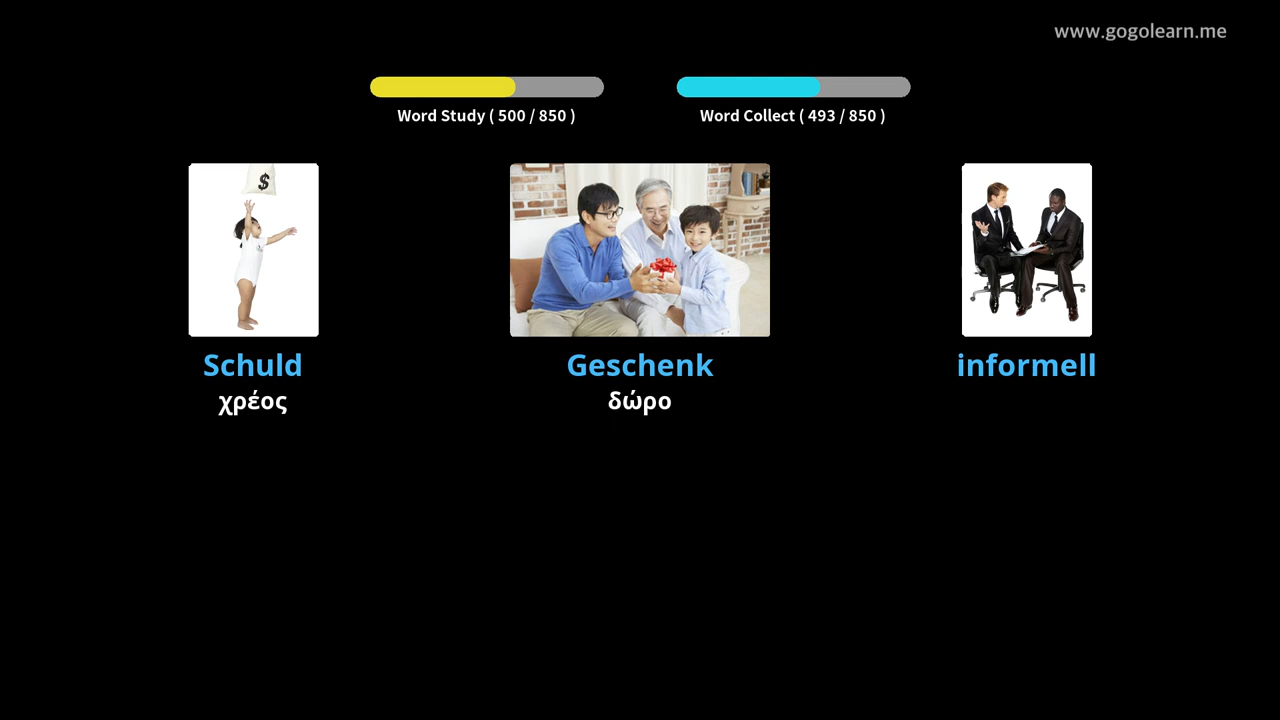 www.gogolearn.me
Word Study ( 500 / 850 )
Word Collect ( 493 / 850 )
$
Schuld
Geschenk
informell
χρέος
δώρο